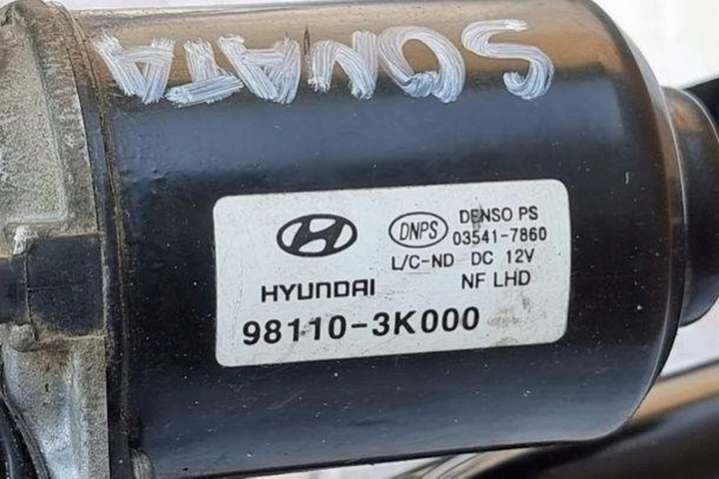 SONATA
HYUNDAI
98110-3K000
DNPS
DENSO PS
03541-7860
L/C-ND DC 12V
NF LHD